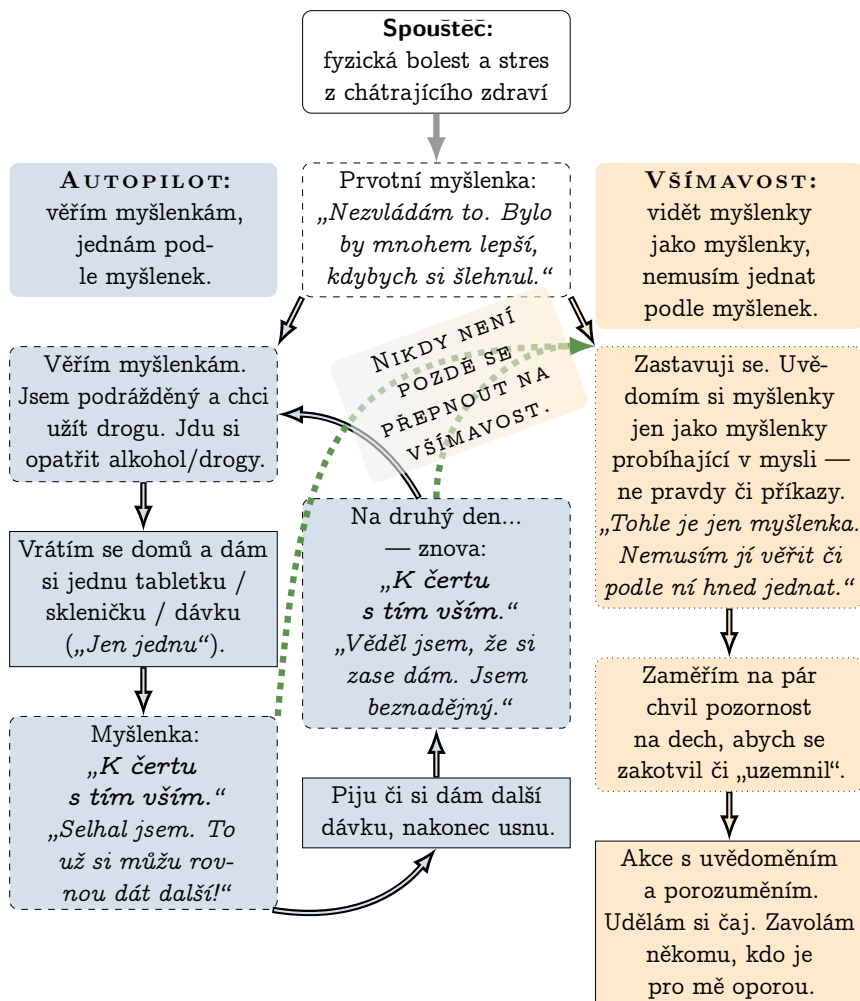 Spouštěč:
fyzická bolest a stres
z chátrajícího zdraví
AUTOPILOT:
věřím myšlenkám,
jednám pod-
le myšlenek.
Prvotní myšlenka:
„Nezvládám to. Bylo
by mnohem lepší,
kdybych si šlehnul.“
VŠÍMAVOST:
vidět myšlenky
jako myšlenky,
nemusím jednat
podle myšlenek.
NIKDY NENÍ
POZDĚ SE
PŘEPNOUT NA
VŠÍMAVOST.
Věřím myšlenkám.
Jsem podrážděný a chci
užít drogu. Jdu si
opatřit alkohol/drogy.
Vrátím se domů a dám
si jednu tabletku /
skleničku / dávku
(„Jen jednu“).
Myšlenka:
„K čertu
s tím vším.“
„Selhal jsem. To
už si můžu rov-
nou dát další!“
Piju či si dám další
dávku, nakonec usnu.
Na druhý den...
— znova:
„K čertu
s tím vším.“
„Věděl jsem, že si
zase dám. Jsem
beznadějný.“
Zastavuji se. Uvě-
domím si myšlenky
jen jako myšlenky
probíhající v mysli —
ne pravdy či příkazy.
„Tohle je jen myšlenka.
Nemusím jí věřit či
podle ní hned jednat.“
Zaměřím na pár
chvil pozornost
na dech, abych se
zakotvil či „uzemnil“.
Akce s uvědoměním
a porozuměním.
Udělám si čaj. Zavolám
někomu, kdo je
pro mě oporou.